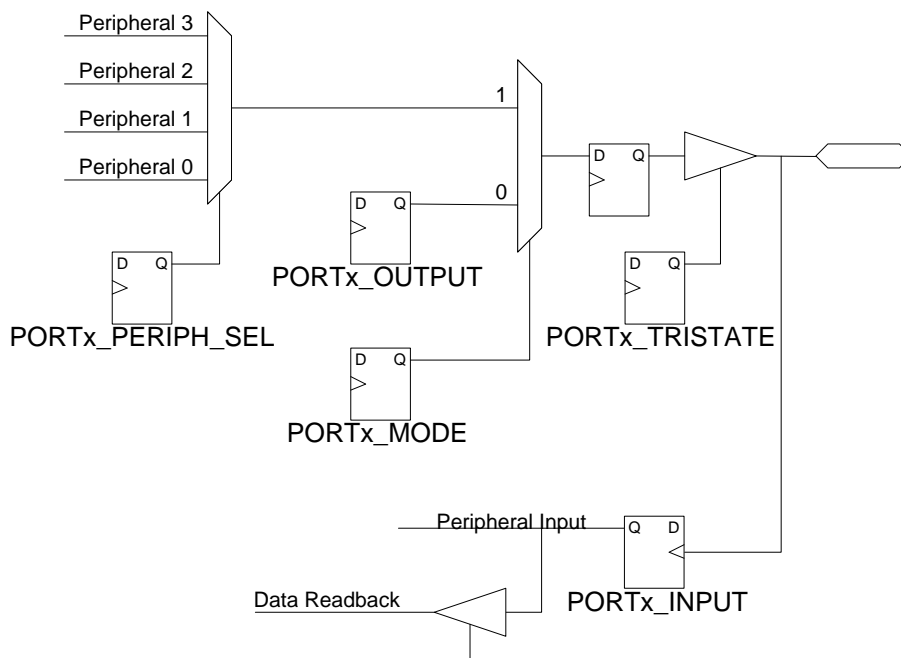 Peripheral 3
Peripheral 2
Peripheral 1
Peripheral 0
1
0
D Q
D Q
PORTx_OUTPUT
D Q
PORTx_PERIPH_SEL
D Q
PORTx_TRISTATE
D Q
PORTx_MODE
Peripheral Input
Q D
PORTx_INPUT
Data Readback